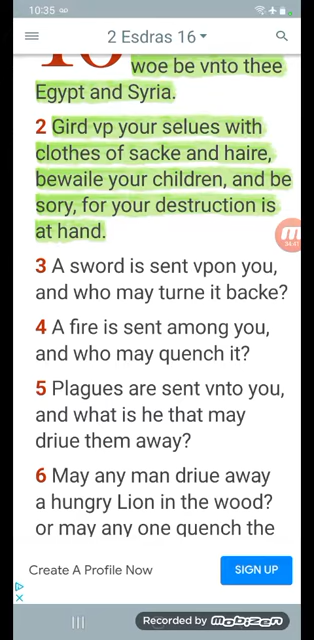 10:35
2 Esdras 16
woe be vnto thee
Egypt and Syria.
2 Gird vp your selues with
clothes of sacke and haire,
bewaile your children, and be
sory, for your destruction is
at hand.
3 A sword is sent vpon you,
and who may turne it backe?
4 A fire is sent among you,
and who may quench it?
5 Plagues are sent vnto you,
and what is he that may
driue them away?
6 May any man driue away
a hungry Lion in the wood?
or may any one quench the
Create A Profile Now
SIGN UP
Recorded by mobizen